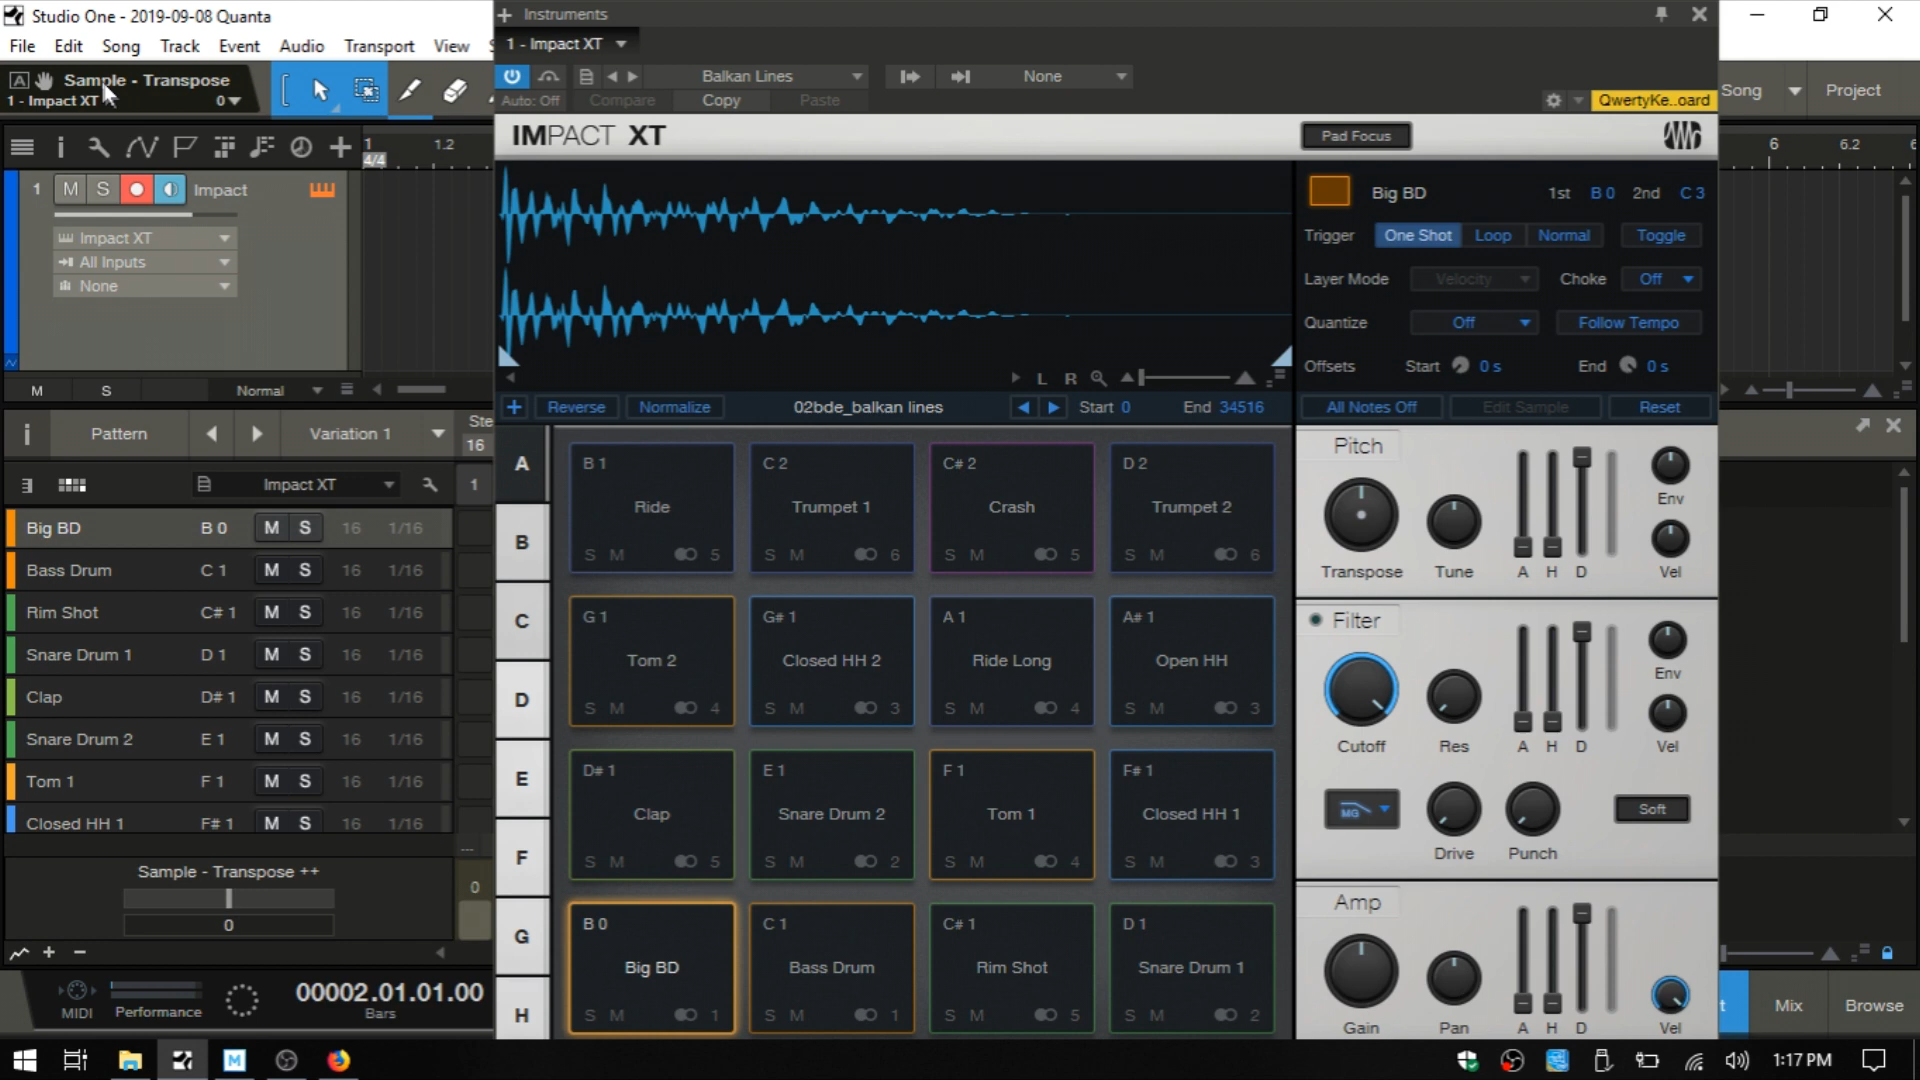 Studio One - 2019-09-08 Quanta
File Edit Song Track Event Audio Transport View
A Sample - Transpose
1 - Impact XT 0
1 1.2
4/4
1 M S Impact
Impact XT
All Inputs
None
M S Normal
Pattern Variation 1
16
Impact XT 1
Big BD B 0 M S 16 1/16
Bass Drum C 1 M S 16 1/16
Rim Shot C# 1 M S 16 1/16
Snare Drum 1 D 1 M S 16 1/16
Clap D# 1 M S 16 1/16
Snare Drum 2 E 1 M S 16 1/16
Tom 1 F 1 M S 16 1/16
Closed HH 1 F# 1 M S 16 1/16
Sample - Transpose ++
0
0
MIDI Performance 00002.01.01.00
Bars
Instruments
1 - Impact XT
Balkan Lines None
Auto: Off Compare Copy Paste QwertyKe..oard
IMPACT XT Pad Focus
L R
Reverse Normalize 02bde_balkan lines Start 0 End 34516
Big BD 1st B 0 2nd C 3
Trigger One Shot Loop Normal Toggle
Layer Mode Velocity Choke Off
Quantize Off Follow Tempo
Offsets Start 0 s End 0 s
All Notes Off Edit Sample Reset
A
B
C
D
E
F
G
H
B 1 C 2 C# 2 D 2
Ride Trumpet 1 Crash Trumpet 2
S M 5 S M 6 S M 5 S M 6
G 1 G# 1 A 1 A# 1
Tom 2 Closed HH 2 Ride Long Open HH
S M 4 S M 3 S M 4 S M 3
D# 1 E 1 F 1 F# 1
Clap Snare Drum 2 Tom 1 Closed HH 1
S M 5 S M 2 S M 4 S M 3
B 0 C 1 C# 1 D 1
Big BD Bass Drum Rim Shot Snare Drum 1
S M 1 S M 1 S M 5 S M 2
Pitch
Env
Transpose Tune A H D Vel
Filter
Env
Cutoff Res A H D Vel
MG Soft
Drive Punch
Amp
Gain Pan A H D Vel
Song Project
6 6.2
Mix Browse
1:17 PM